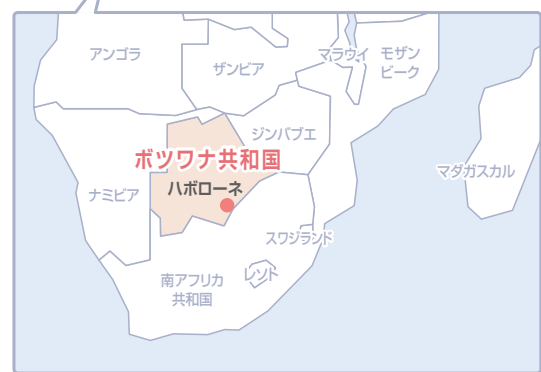 アンゴラ
ザンビア
マラウイ
モザン
ビーク
ジンバブエ
ボツワナ共和国
ハボローネ
ナミビア
マダガスカル
スワジランド
南アフリカ
共和国
レソト